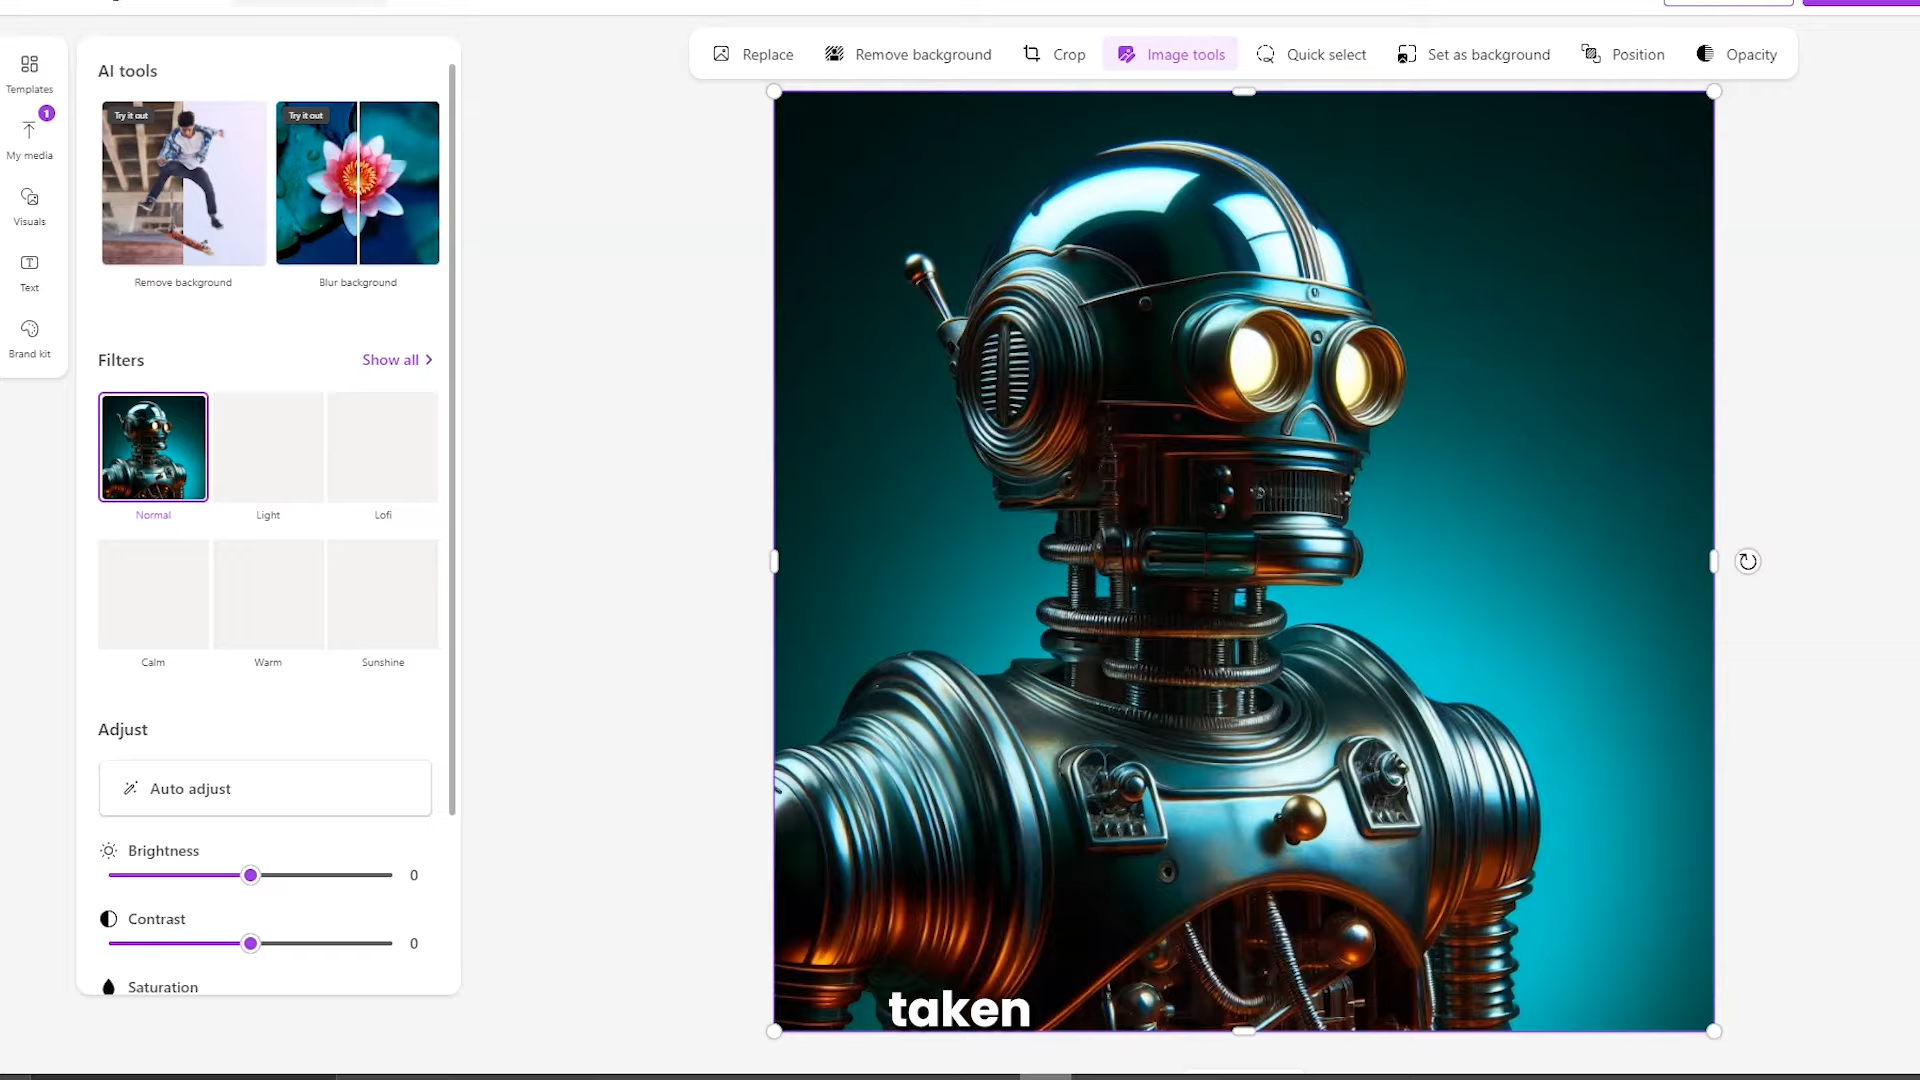 Replace
Remove background
Crop
Image tools
Quick select
Set as background
Position
Opacity
Templates
1
My media
Visuals
Text
Brand kit
AI tools
Try it out
Try it out
Remove background
Blur background
Filters
Show all
Normal
Light
Lofi
Calm
Warm
Sunshine
Adjust
Auto adjust
Brightness
0
Contrast
0
Saturation
taken